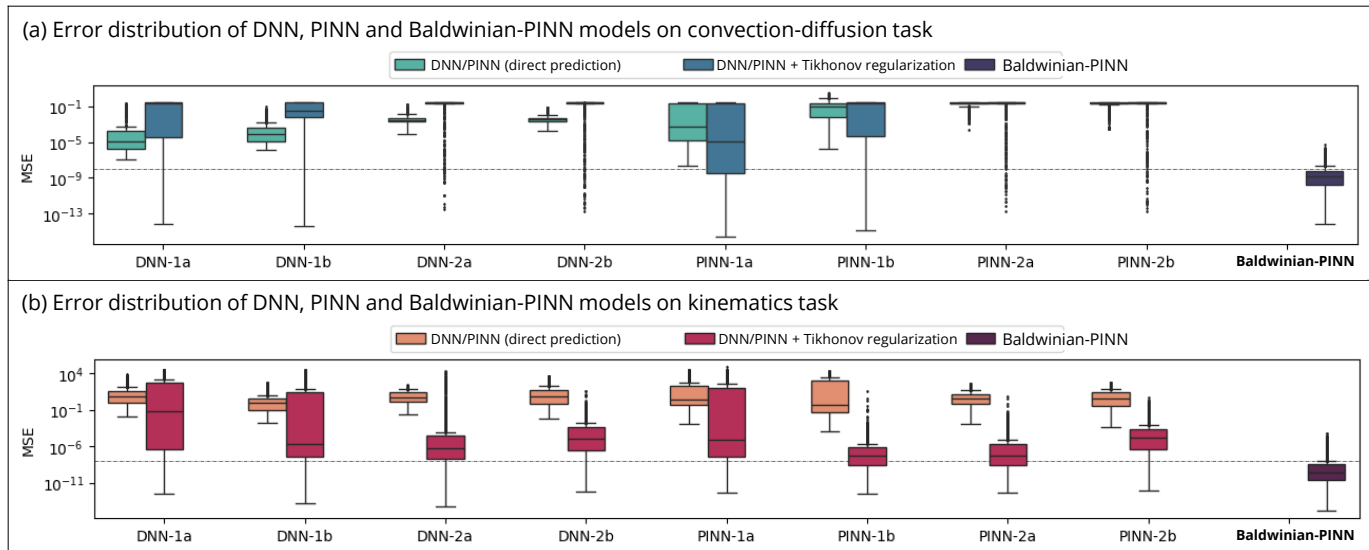 (a) Error distribution of DNN, PINN and Baldwinian-PINN models on convection-diffusion task
DNN/PINN (direct prediction) DNN/PINN + Tikhonov regularization Baldwinian-PINN
MSE
10⁻¹
10⁻⁵
10⁻⁹
10⁻¹³
DNN-1a DNN-1b DNN-2a DNN-2b PINN-1a PINN-1b PINN-2a PINN-2b Baldwinian-PINN
(b) Error distribution of DNN, PINN and Baldwinian-PINN models on kinematics task
DNN/PINN (direct prediction) DNN/PINN + Tikhonov regularization Baldwinian-PINN
MSE
10⁴
10⁻¹
10⁻⁶
10⁻¹¹
DNN-1a DNN-1b DNN-2a DNN-2b PINN-1a PINN-1b PINN-2a PINN-2b Baldwinian-PINN